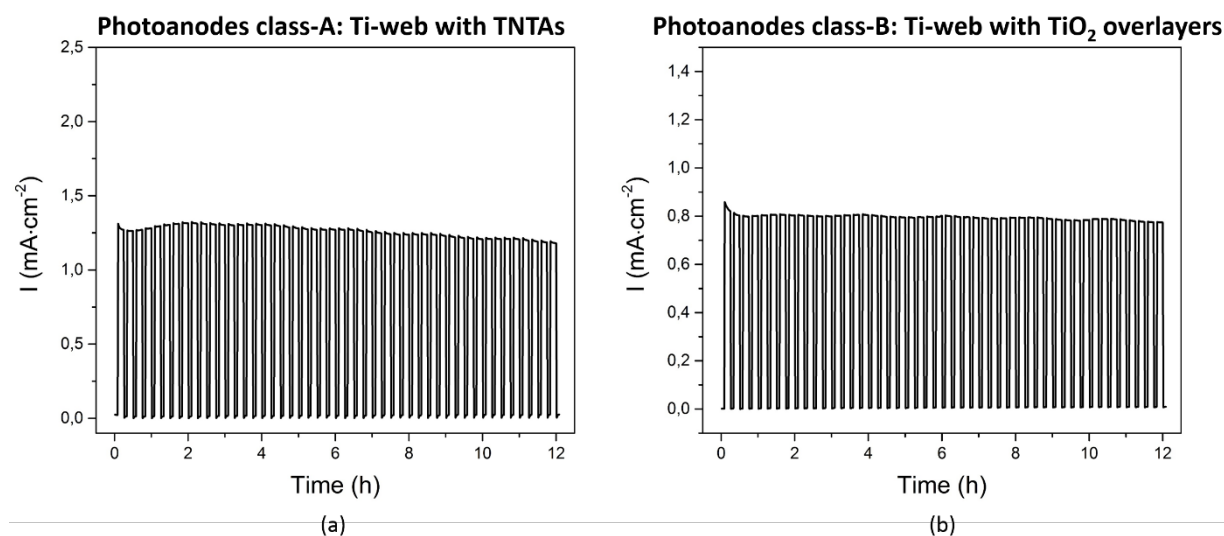 Photoanodes class-A: Ti-web with TNTAs
2,5
2,0
1,5
1,0
0,5
0,0
I (mA·cm⁻²)
0 2 4 6 8 10 12
Time (h)
(a)
Photoanodes class-B: Ti-web with TiO₂ overlayers
1,4
1,2
1,0
0,8
0,6
0,4
0,2
0,0
I (mA·cm⁻²)
0 2 4 6 8 10 12
Time (h)
(b)